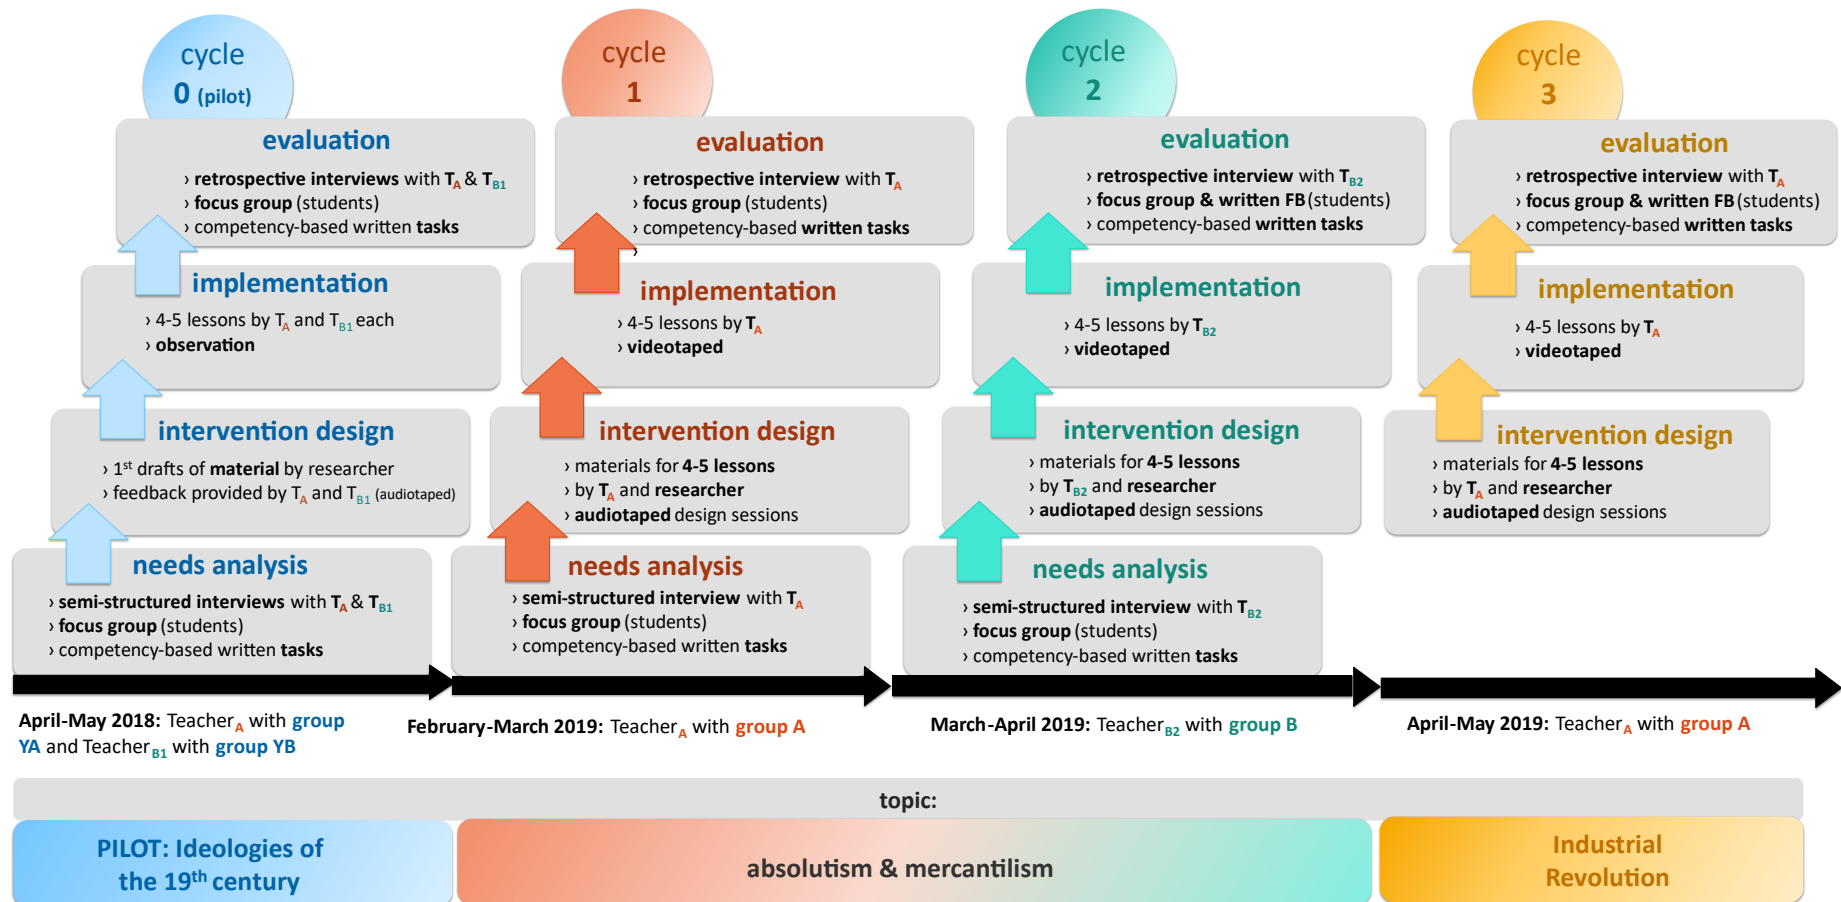 cycle
0 (pilot)
evaluation
› retrospective interviews with TA & TB1
› focus group (students)
› competency-based written tasks
implementation
› 4-5 lessons by TA and TB1 each
› observation
intervention design
› 1st drafts of material by researcher
› feedback provided by TA and TB1 (audiotaped)
needs analysis
› semi-structured interviews with TA & TB1
› focus group (students)
› competency-based written tasks
April-May 2018: TeacherA with group
YA and TeacherB1 with group YB
cycle
1
evaluation
› retrospective interview with TA
› focus group (students)
› competency-based written tasks
›
implementation
› 4-5 lessons by TA
› videotaped
intervention design
› materials for 4-5 lessons
› by TA and researcher
› audiotaped design sessions
needs analysis
› semi-structured interview with TA
› focus group (students)
› competency-based written tasks
February-March 2019: TeacherA with group A
cycle
2
evaluation
› retrospective interview with TB2
› focus group & written FB (students)
› competency-based written tasks
implementation
› 4-5 lessons by TB2
› videotaped
intervention design
› materials for 4-5 lessons
› by TB2 and researcher
› audiotaped design sessions
needs analysis
› semi-structured interview with TB2
› focus group (students)
› competency-based written tasks
March-April 2019: TeacherB2 with group B
cycle
3
evaluation
› retrospective interview with TA
› focus group & written FB (students)
› competency-based written tasks
implementation
› 4-5 lessons by TA
› videotaped
intervention design
› materials for 4-5 lessons
› by TA and researcher
› audiotaped design sessions
April-May 2019: TeacherA with group A
topic:
PILOT: Ideologies of
the 19th century
absolutism & mercantilism
Industrial
Revolution